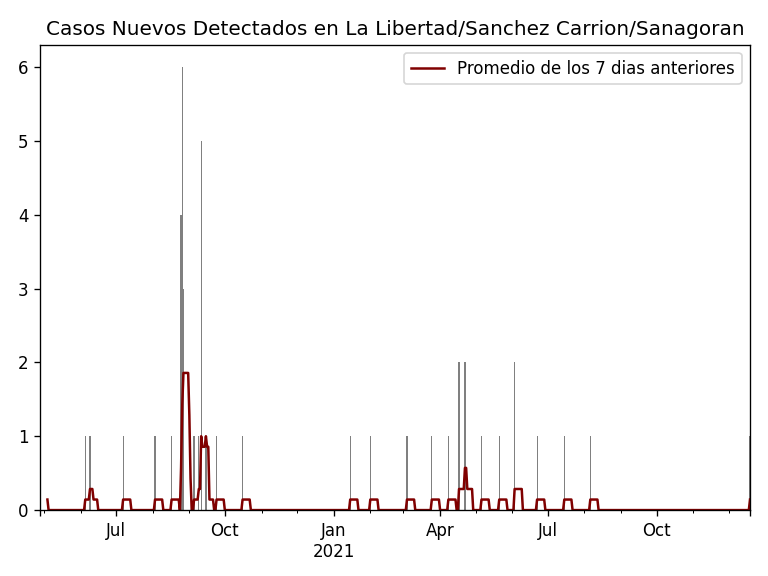 Casos Nuevos Detectados en La Libertad/Sanchez Carrion/Sanagoran
Promedio de los 7 dias anteriores
6
5
4
3
2
1
0
Jul Oct Jan Apr Jul Oct
2021